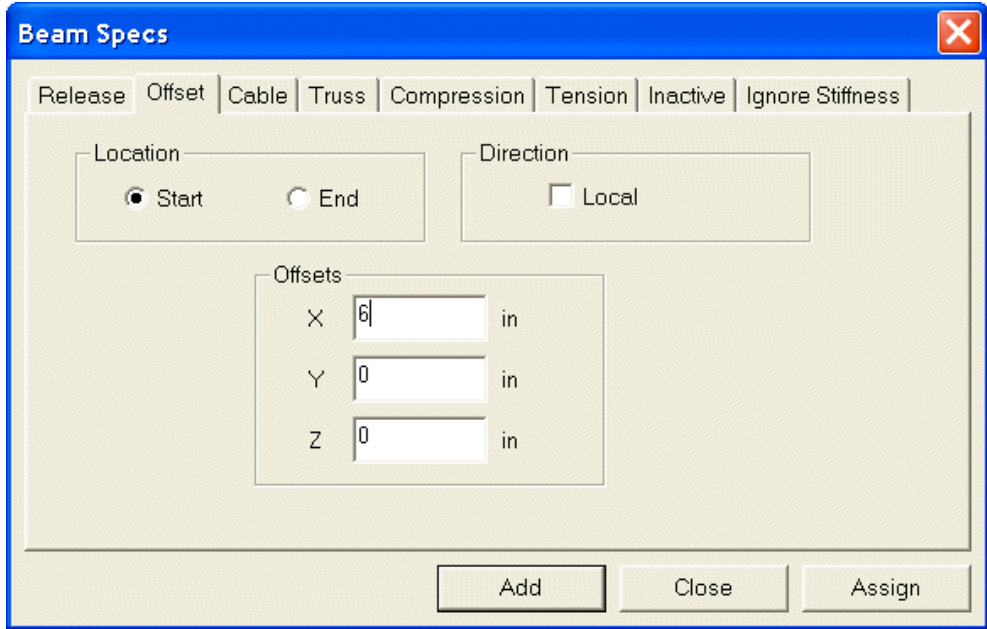 Beam Specs
Release Offset Cable Truss Compression Tension Inactive Ignore Stiffness
Location Direction
Start End Local
Offsets
X 6 in
Y 0 in
Z 0 in
Add Close Assign